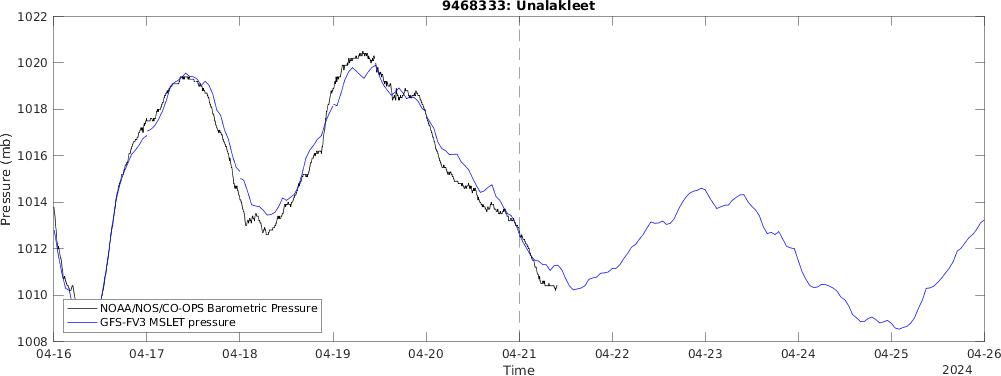 9468333: Unalakleet
Pressure (mb)
1022
1020
1018
1016
1014
1012
1010
1008
NOAA/NOS/CO-OPS Barometric Pressure
GFS-FV3 MSLET pressure
04-16 04-17 04-18 04-19 04-20 04-21 04-22 04-23 04-24 04-25 04-26
Time
2024